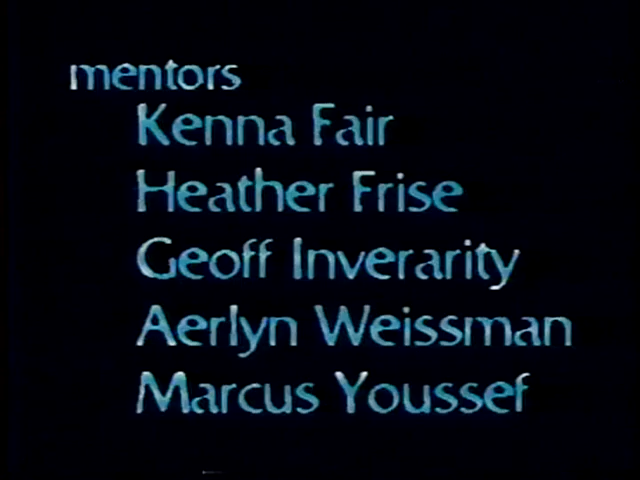 mentors
Kenna Fair
Heather Frise
Geoff Inverarity
Aerlyn Weissman
Marcus Youssef